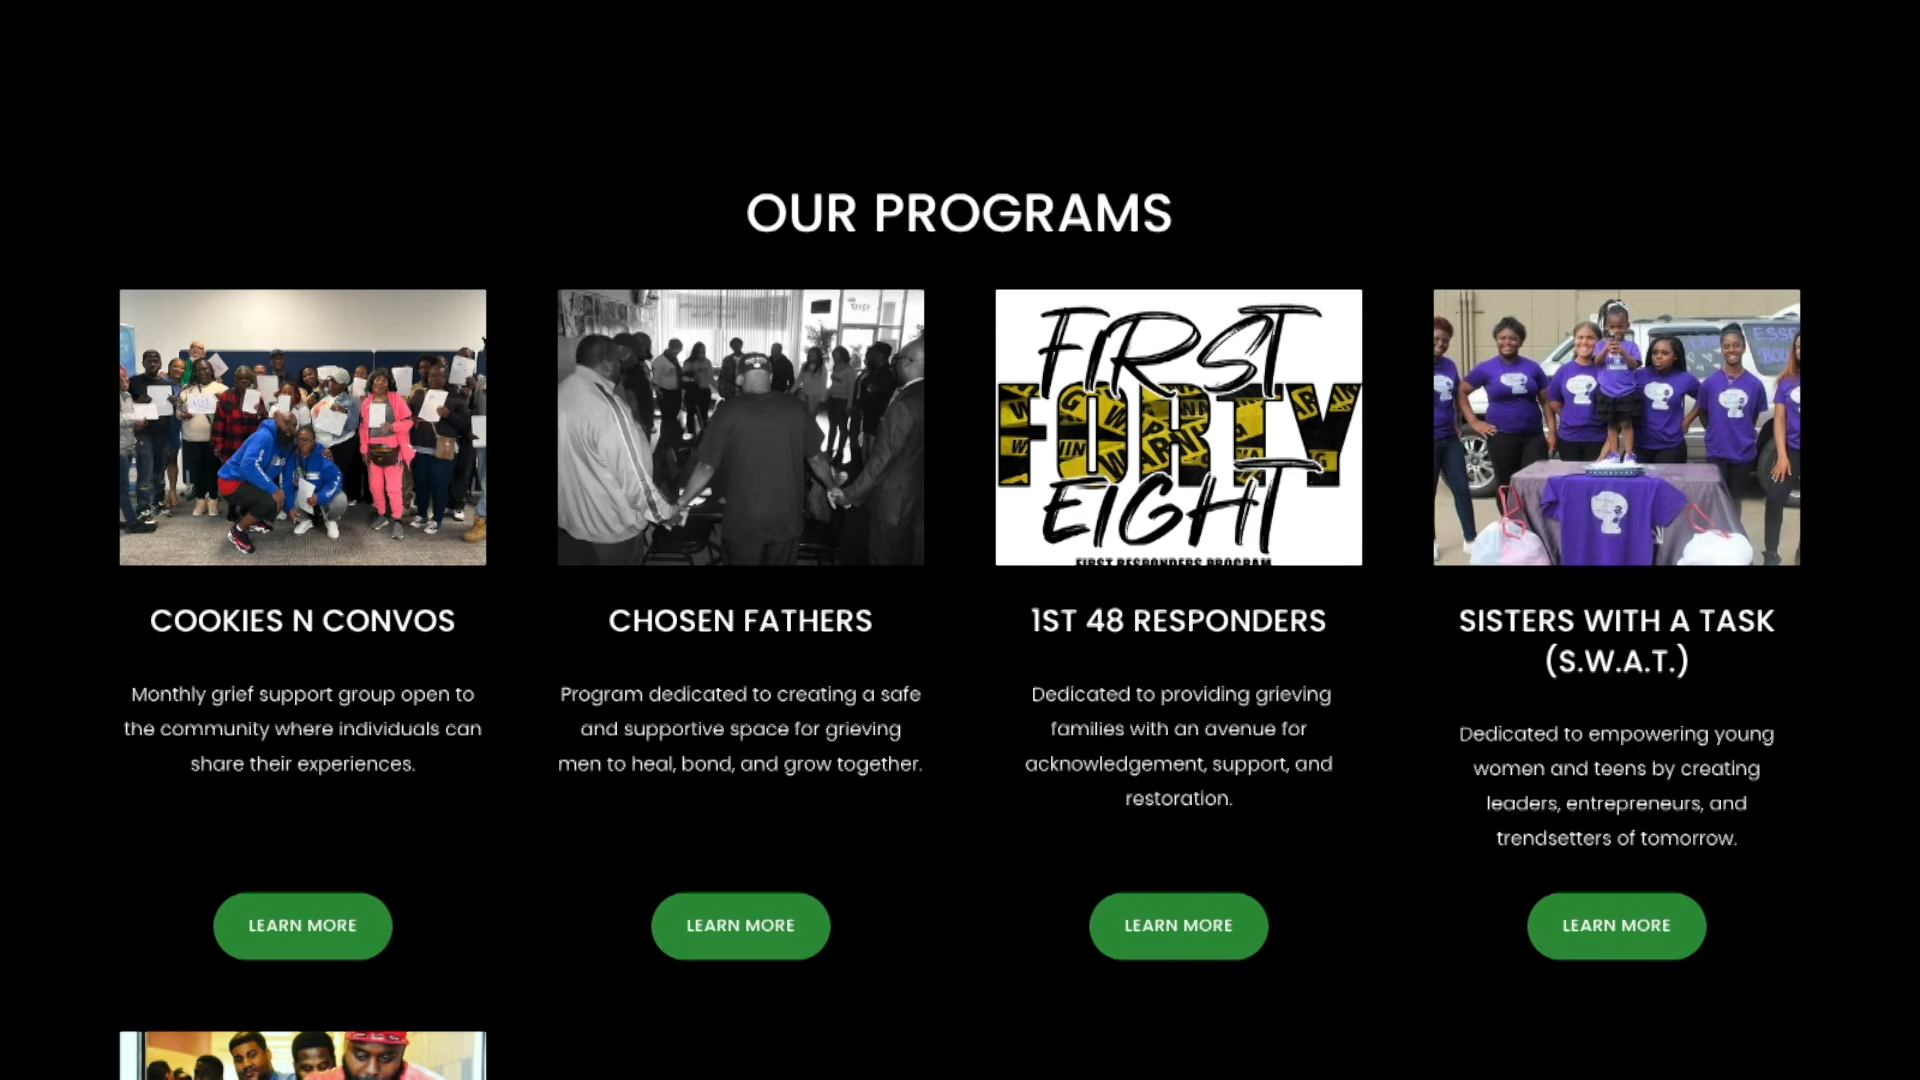 OUR PROGRAMS
FIRST
FORTY
EIGHT
FIRST RESPONDERS PROGRAM
COOKIES N CONVOS
CHOSEN FATHERS
1ST 48 RESPONDERS
SISTERS WITH A TASK
(S.W.A.T.)
Monthly grief support group open to
the community where individuals can
share their experiences.
Program dedicated to creating a safe
and supportive space for grieving
men to heal, bond, and grow together.
Dedicated to providing grieving
families with an avenue for
acknowledgement, support, and
restoration.
Dedicated to empowering young
women and teens by creating
leaders, entrepreneurs, and
trendsetters of tomorrow.
LEARN MORE
LEARN MORE
LEARN MORE
LEARN MORE